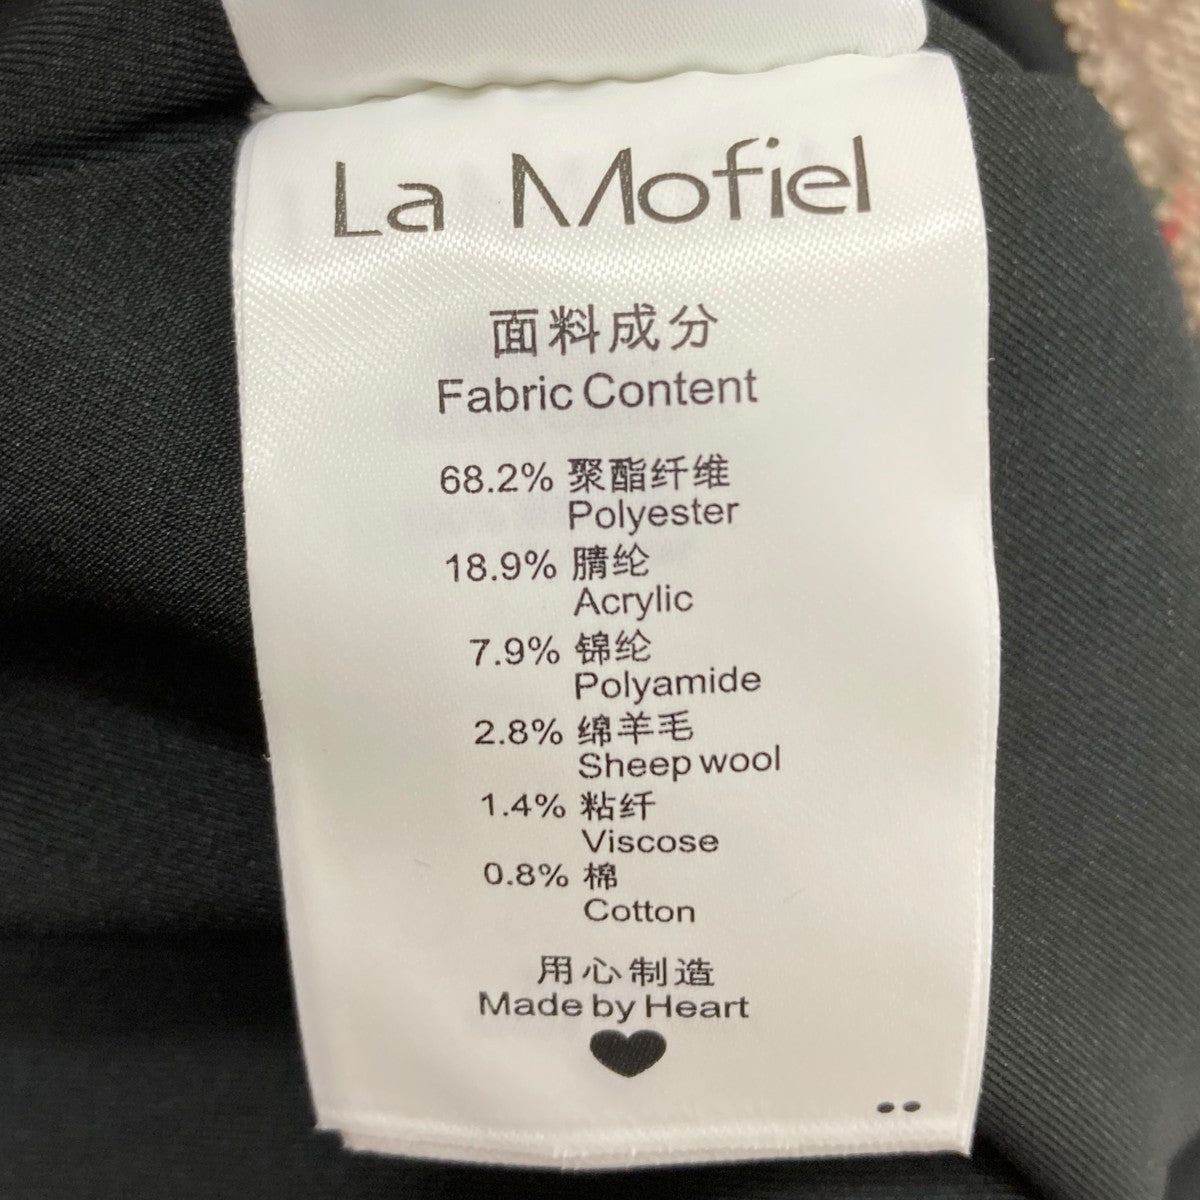 La Mofiel
面料成分
Fabric Content
68.2% 聚酯纤维
Polyester
18.9% 腈纶
Acrylic
7.9% 锦纶
Polyamide
2.8% 绵羊毛
Sheep wool
1.4% 粘纤
Viscose
0.8% 棉
Cotton
用心制造
Made by Heart